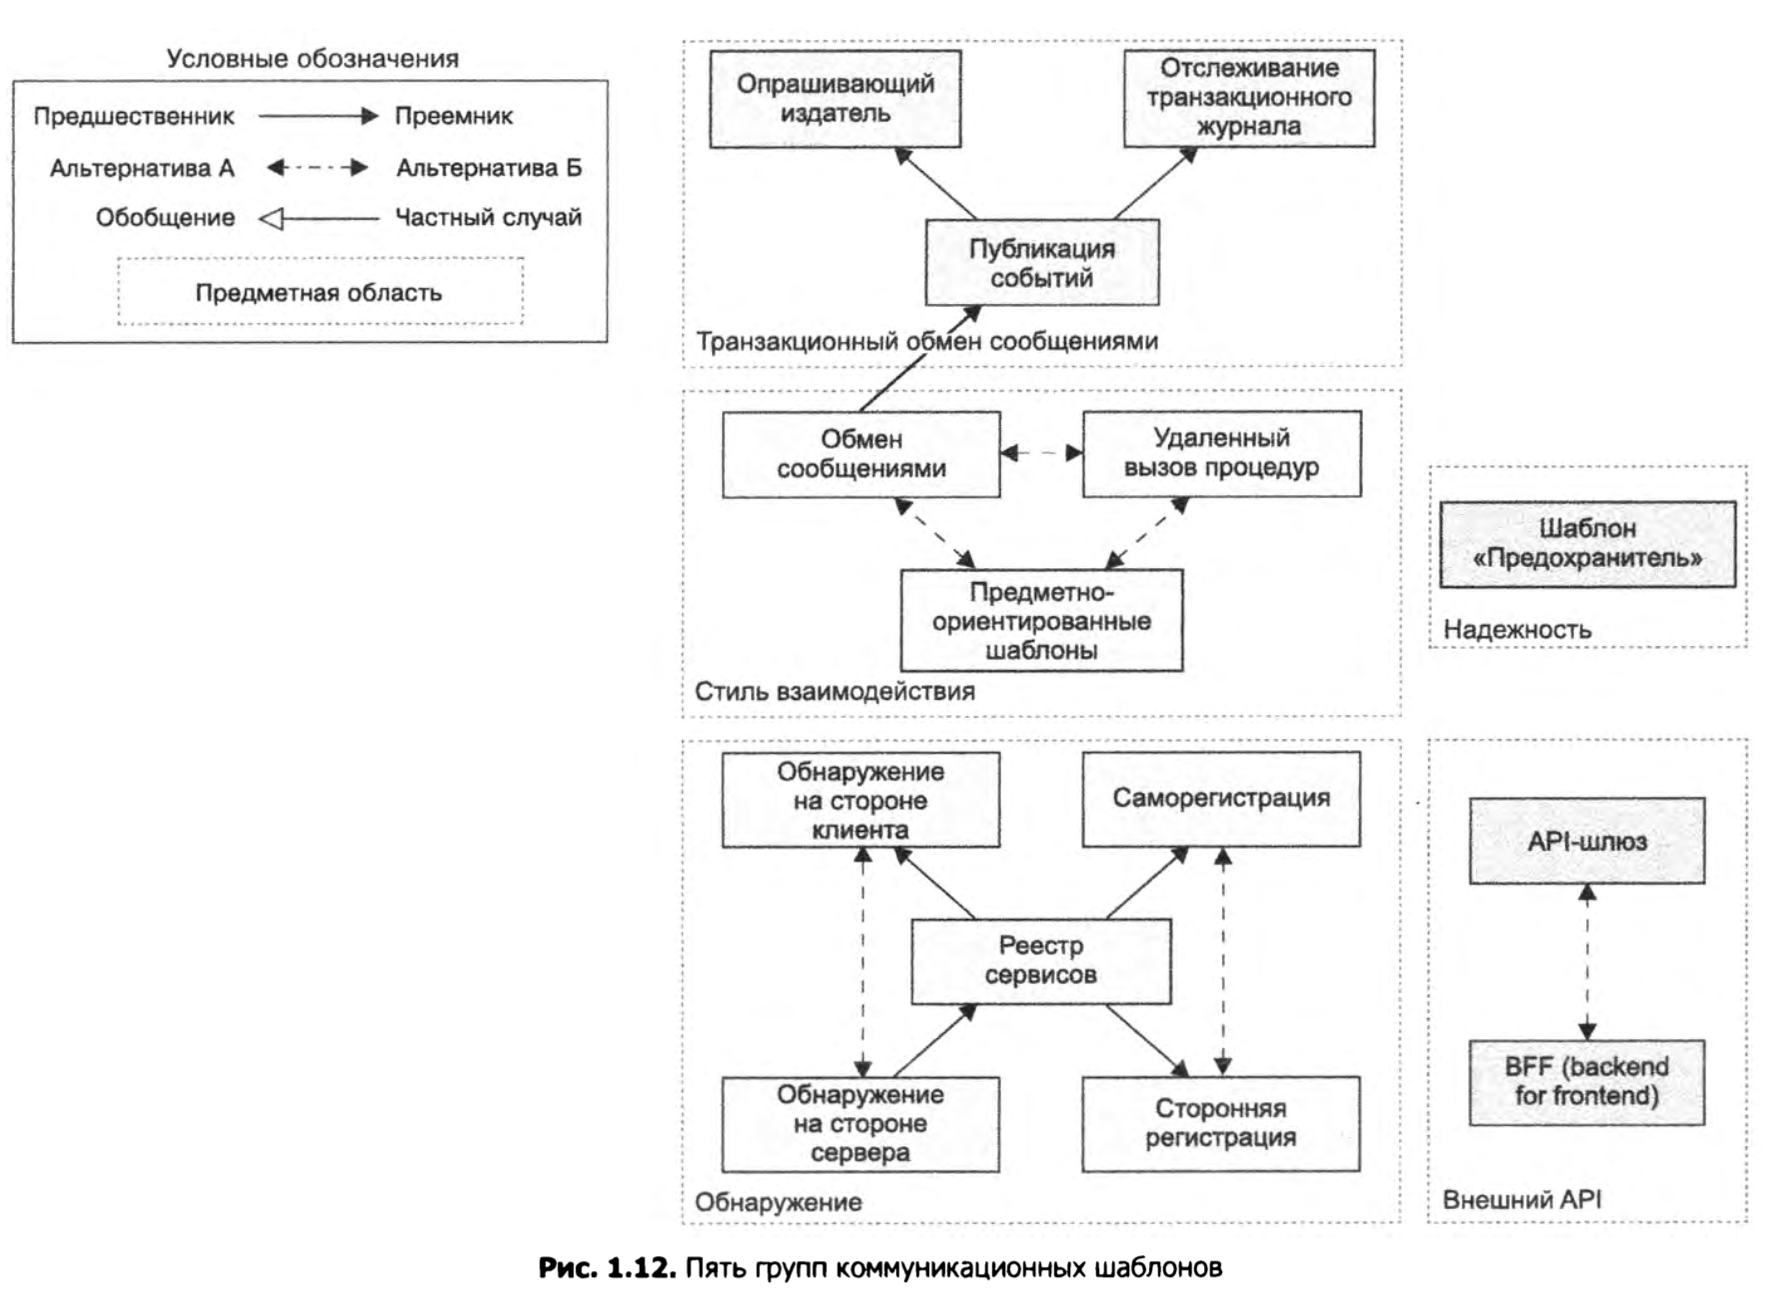 Условные обозначения
Предшественник
Преемник
Альтернатива А
Альтернатива Б
Обобщение
Частный случай
Предметная область
Опрашивающий
издатель
Отслеживание
транзакционного
журнала
Публикация
событий
Транзакционный обмен сообщениями
Обмен
сообщениями
Удаленный
вызов процедур
Предметно-
ориентированные
шаблоны
Стиль взаимодействия
Шаблон
«Предохранитель»
Надежность
Обнаружение
на стороне
клиента
Саморегистрация
Реестр
сервисов
Обнаружение
на стороне
сервера
Сторонняя
регистрация
Обнаружение
API-шлюз
BFF (backend
for frontend)
Внешний API
Рис. 1.12. Пять групп коммуникационных шаблонов